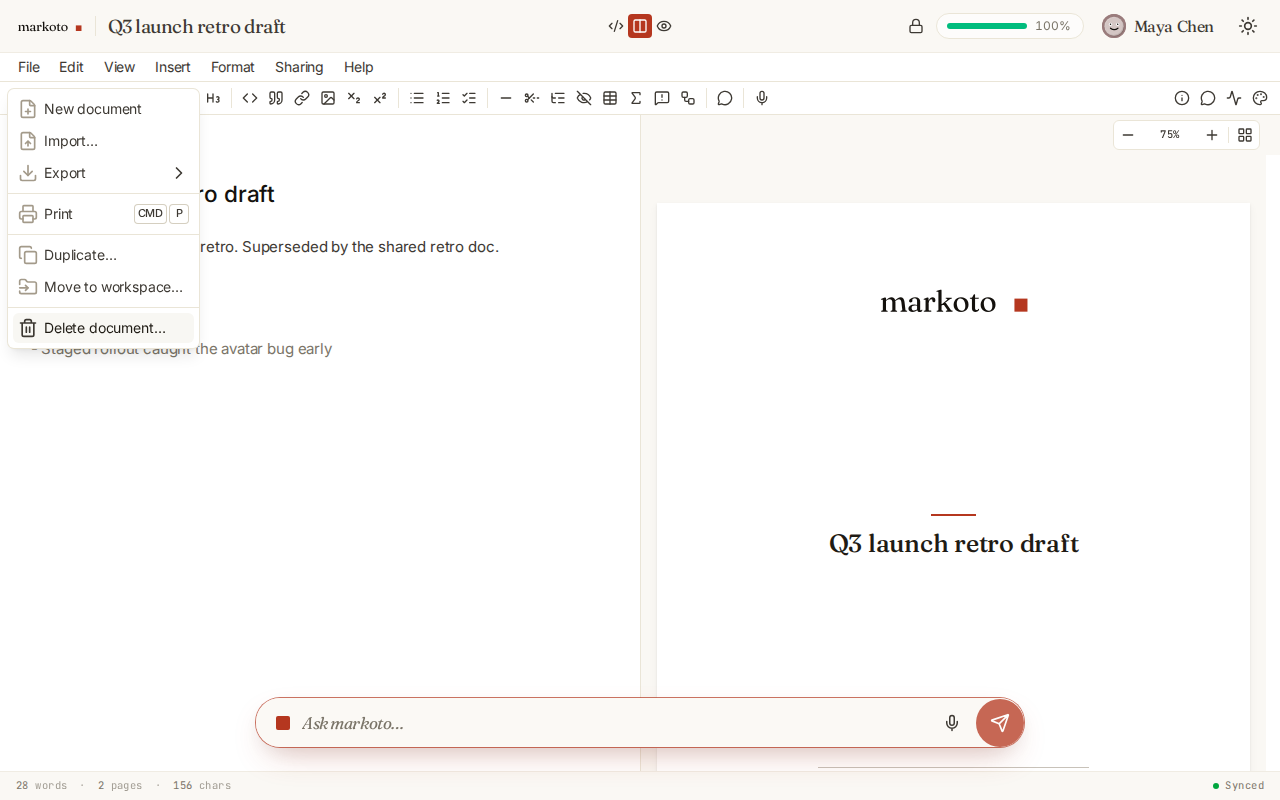 markoto
Q3 launch retro draft
100%
Maya Chen
File Edit View Insert Format Sharing Help
H3
New document
Import...
Export
Print CMD P
Duplicate...
Move to workspace...
Delete document...
ro draft
retro. Superseded by the shared retro doc.
- Staged rollout caught the avatar bug early
75%
markoto
Q3 launch retro draft
Ask markoto...
28 words · 2 pages · 156 chars
Synced